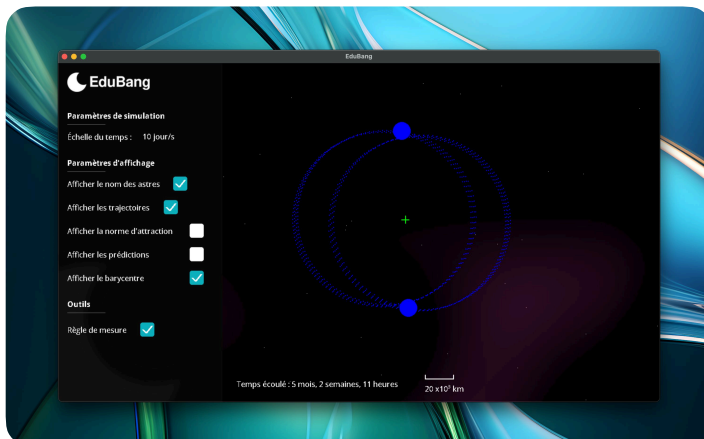 EduBang
EduBang
Paramètres de simulation
Échelle du temps : 10 jour/s
Paramètres d'affichage
Afficher le nom des astres
Afficher les trajectoires
Afficher la norme d'attraction
Afficher les prédictions
Afficher le barycentre
Outils
Règle de mesure
Temps écoulé : 5 mois, 2 semaines, 11 heures
20 x10³ km